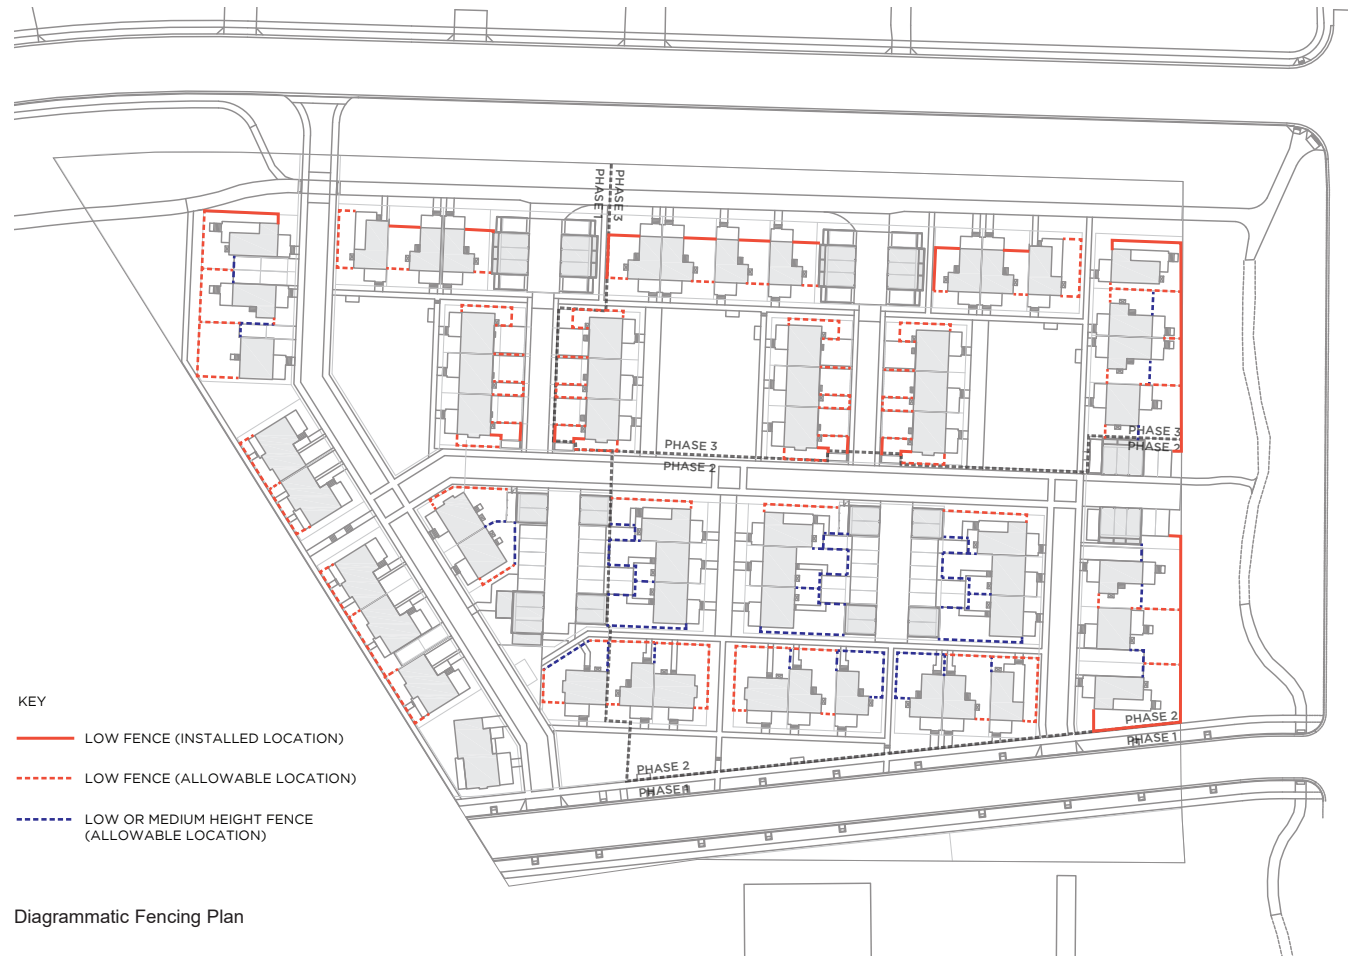 PHASE 1
PHASE 3
PHASE 3
PHASE 2
PHASE 3
PHASE 2
PHASE 2
PHASE 1
PHASE 2
PHASE 1
KEY
LOW FENCE (INSTALLED LOCATION)
LOW FENCE (ALLOWABLE LOCATION)
LOW OR MEDIUM HEIGHT FENCE
(ALLOWABLE LOCATION)
Diagrammatic Fencing Plan